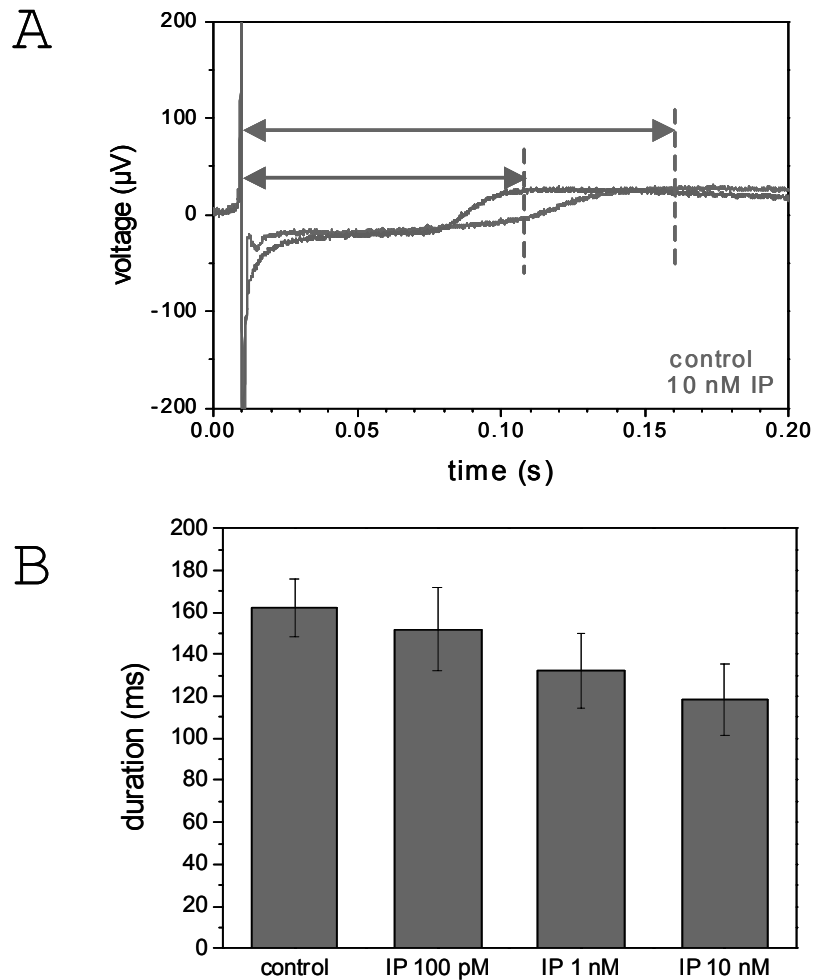 A
200
100
0
-100
-200
voltage (µV)
control
10 nM IP
0.00 0.05 0.10 0.15 0.20
time (s)
B
200
180
160
140
120
100
80
60
40
20
0
duration (ms)
control IP 100 pM IP 1 nM IP 10 nM